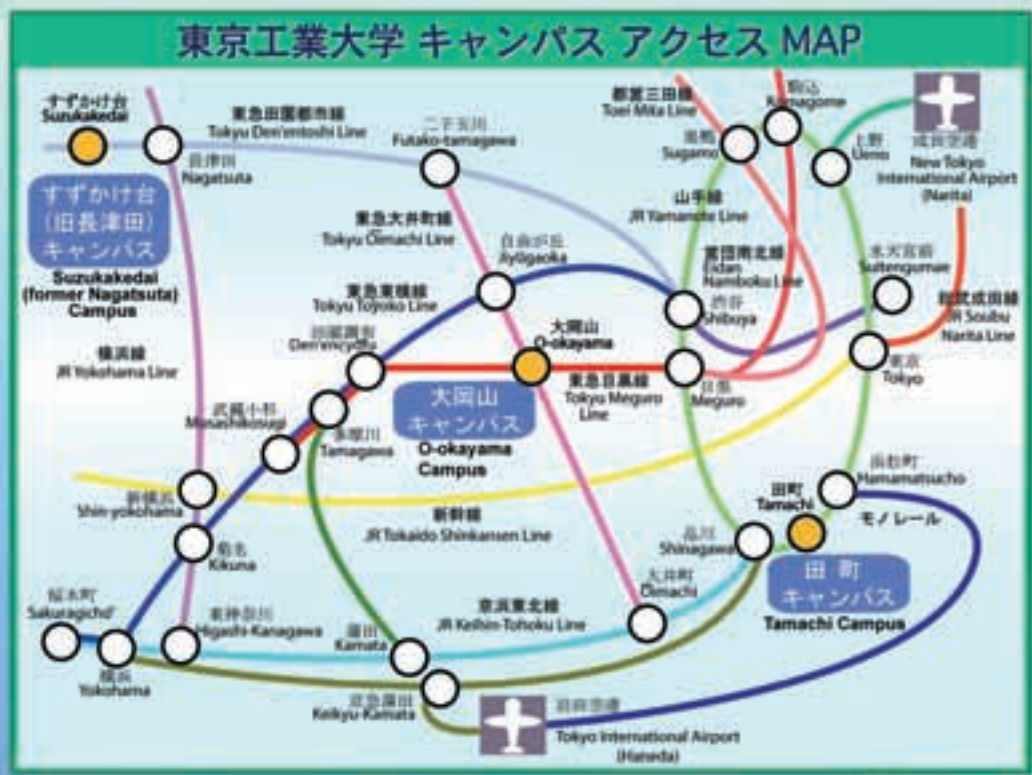 東京工業大学 キャンパス アクセス MAP
すずかけ台
Suzukakedai
東急田園都市線
Tokyu Den'entoshi Line
長津田
Nagatsuta
二子玉川
Futako-tamagawa
都営三田線
Toei Mita Line
巣鴨
Sugamo
駒込
Komagome
上野
Ueno
成田空港
New Tokyo
International Airport
(Narita)
すずかけ台
(旧長津田)
キャンパス
Suzukakedai
(former Nagatsuta)
Campus
東急大井町線
Tokyu Oimachi Line
自由が丘
Jiyūgaoka
山手線
JR Yamanote Line
営団南北線
Eidan
Namboku Line
水天宮前
Suitengumae
総武成田線
JR Soubu
Narita Line
東急東横線
Tokyu Toyoko Line
渋谷
Shibuya
横浜線
JR Yokohama Line
田園調布
Den'enchyofu
大岡山
O-okayama
東急目黒線
Tokyu Meguro
Line
目黒
Meguro
東京
Tokyo
武蔵小杉
Musashikosugi
多摩川
Tamagawa
大岡山
キャンパス
O-okayama
Campus
新横浜
Shin-yokohama
新幹線
JR Tokaido Shinkansen Line
浜松町
Hamamatsucho
モノレール
田町
Tamachi
品川
Shinagawa
菊名
Kikuna
田町
キャンパス
Tamachi Campus
桜木町
Sakuragichō
東神奈川
Higashi-Kanagawa
横浜
Yokohama
蒲田
Kamata
京浜東北線
JR Keihin-Tohoku Line
大井町
Oimachi
京急蒲田
Keikyu-Kamata
羽田空港
Tokyo International Airport
(Haneda)